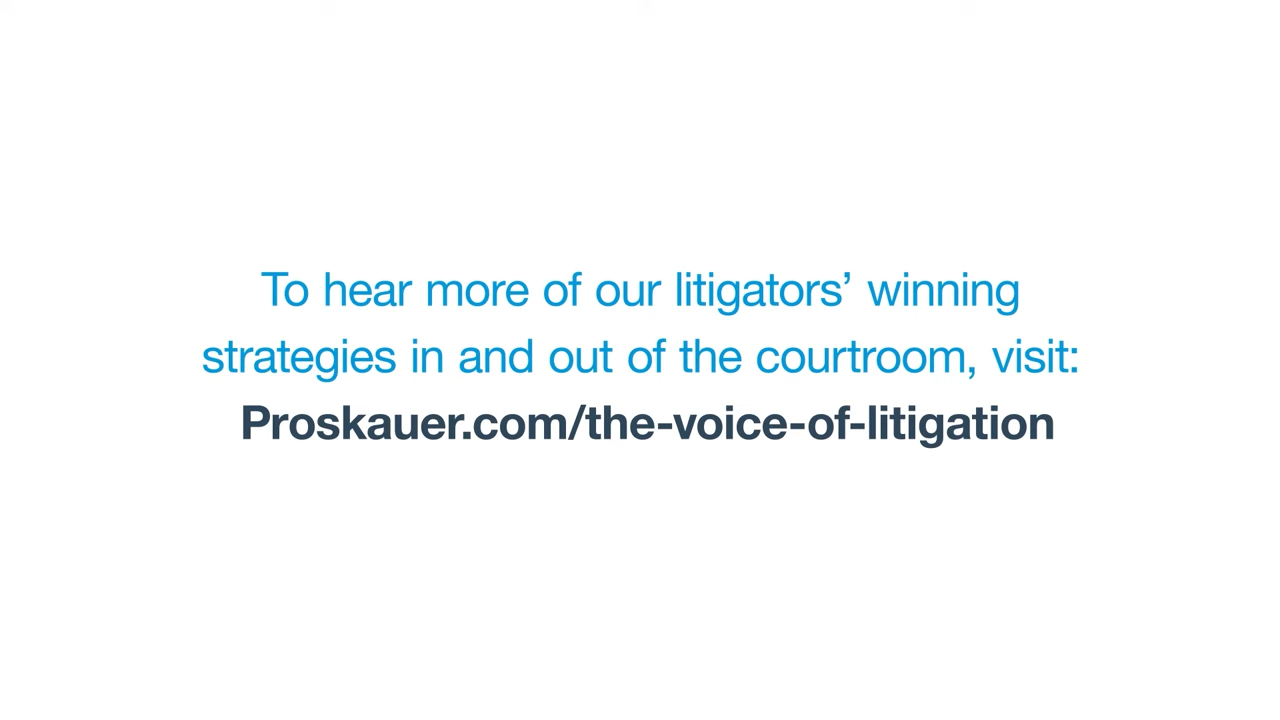 To hear more of our litigators’ winning
strategies in and out of the courtroom, visit:
Proskauer.com/the-voice-of-litigation